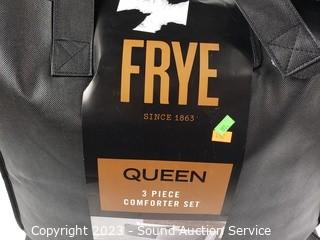 FRYE
SINCE 1863
QUEEN
3 PIECE
COMFORTER SET
Copyright 2023 - Sound Auction Service